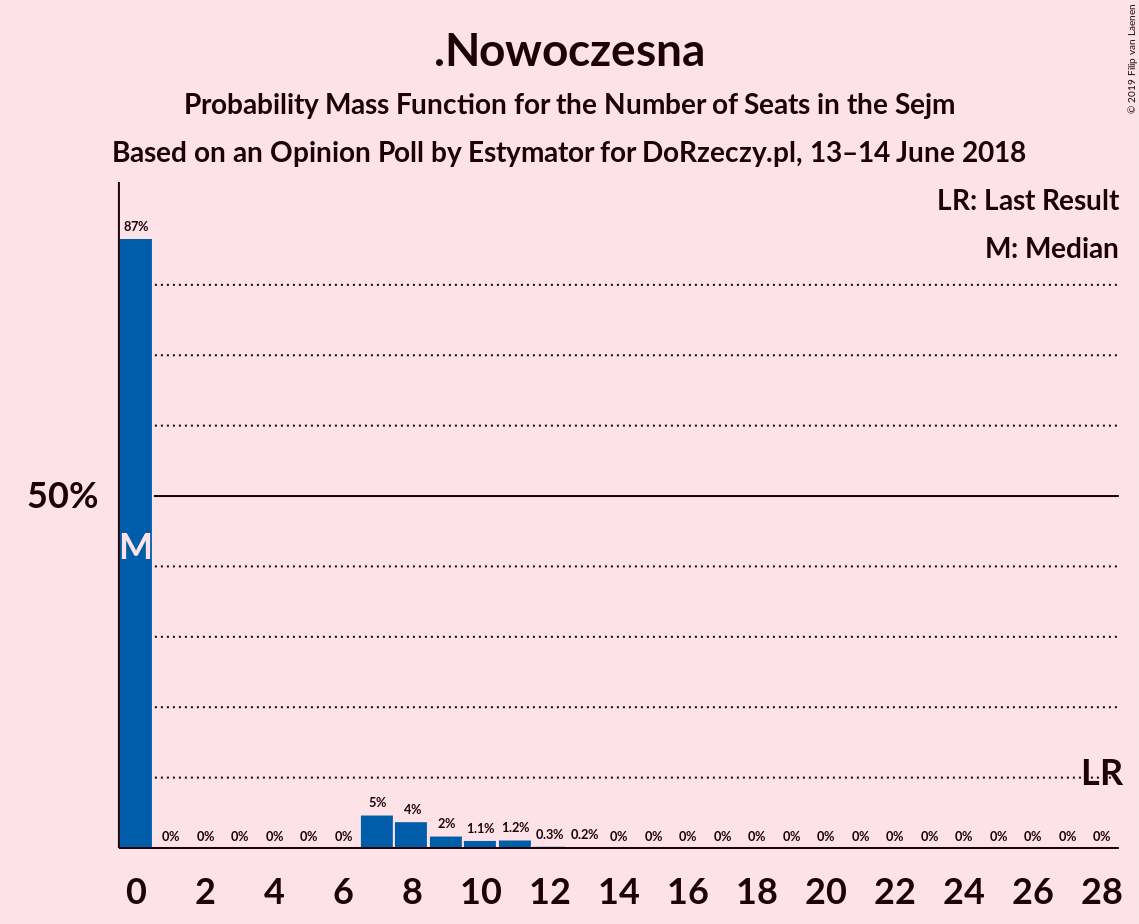 .Nowoczesna
Probability Mass Function for the Number of Seats in the Sejm
Based on an Opinion Poll by Estymator for DoRzeczy.pl, 13–14 June 2018
© 2019 Filip van Laenen
LR: Last Result
M: Median
87%
50%
M
LR
5%
4%
2%
1.1%
1.2%
0.3%
0.2%
0% 0% 0% 0% 0% 0% 0% 0% 0% 0% 0% 0% 0% 0% 0% 0% 0% 0% 0% 0% 0%
0 2 4 6 8 10 12 14 16 18 20 22 24 26 28